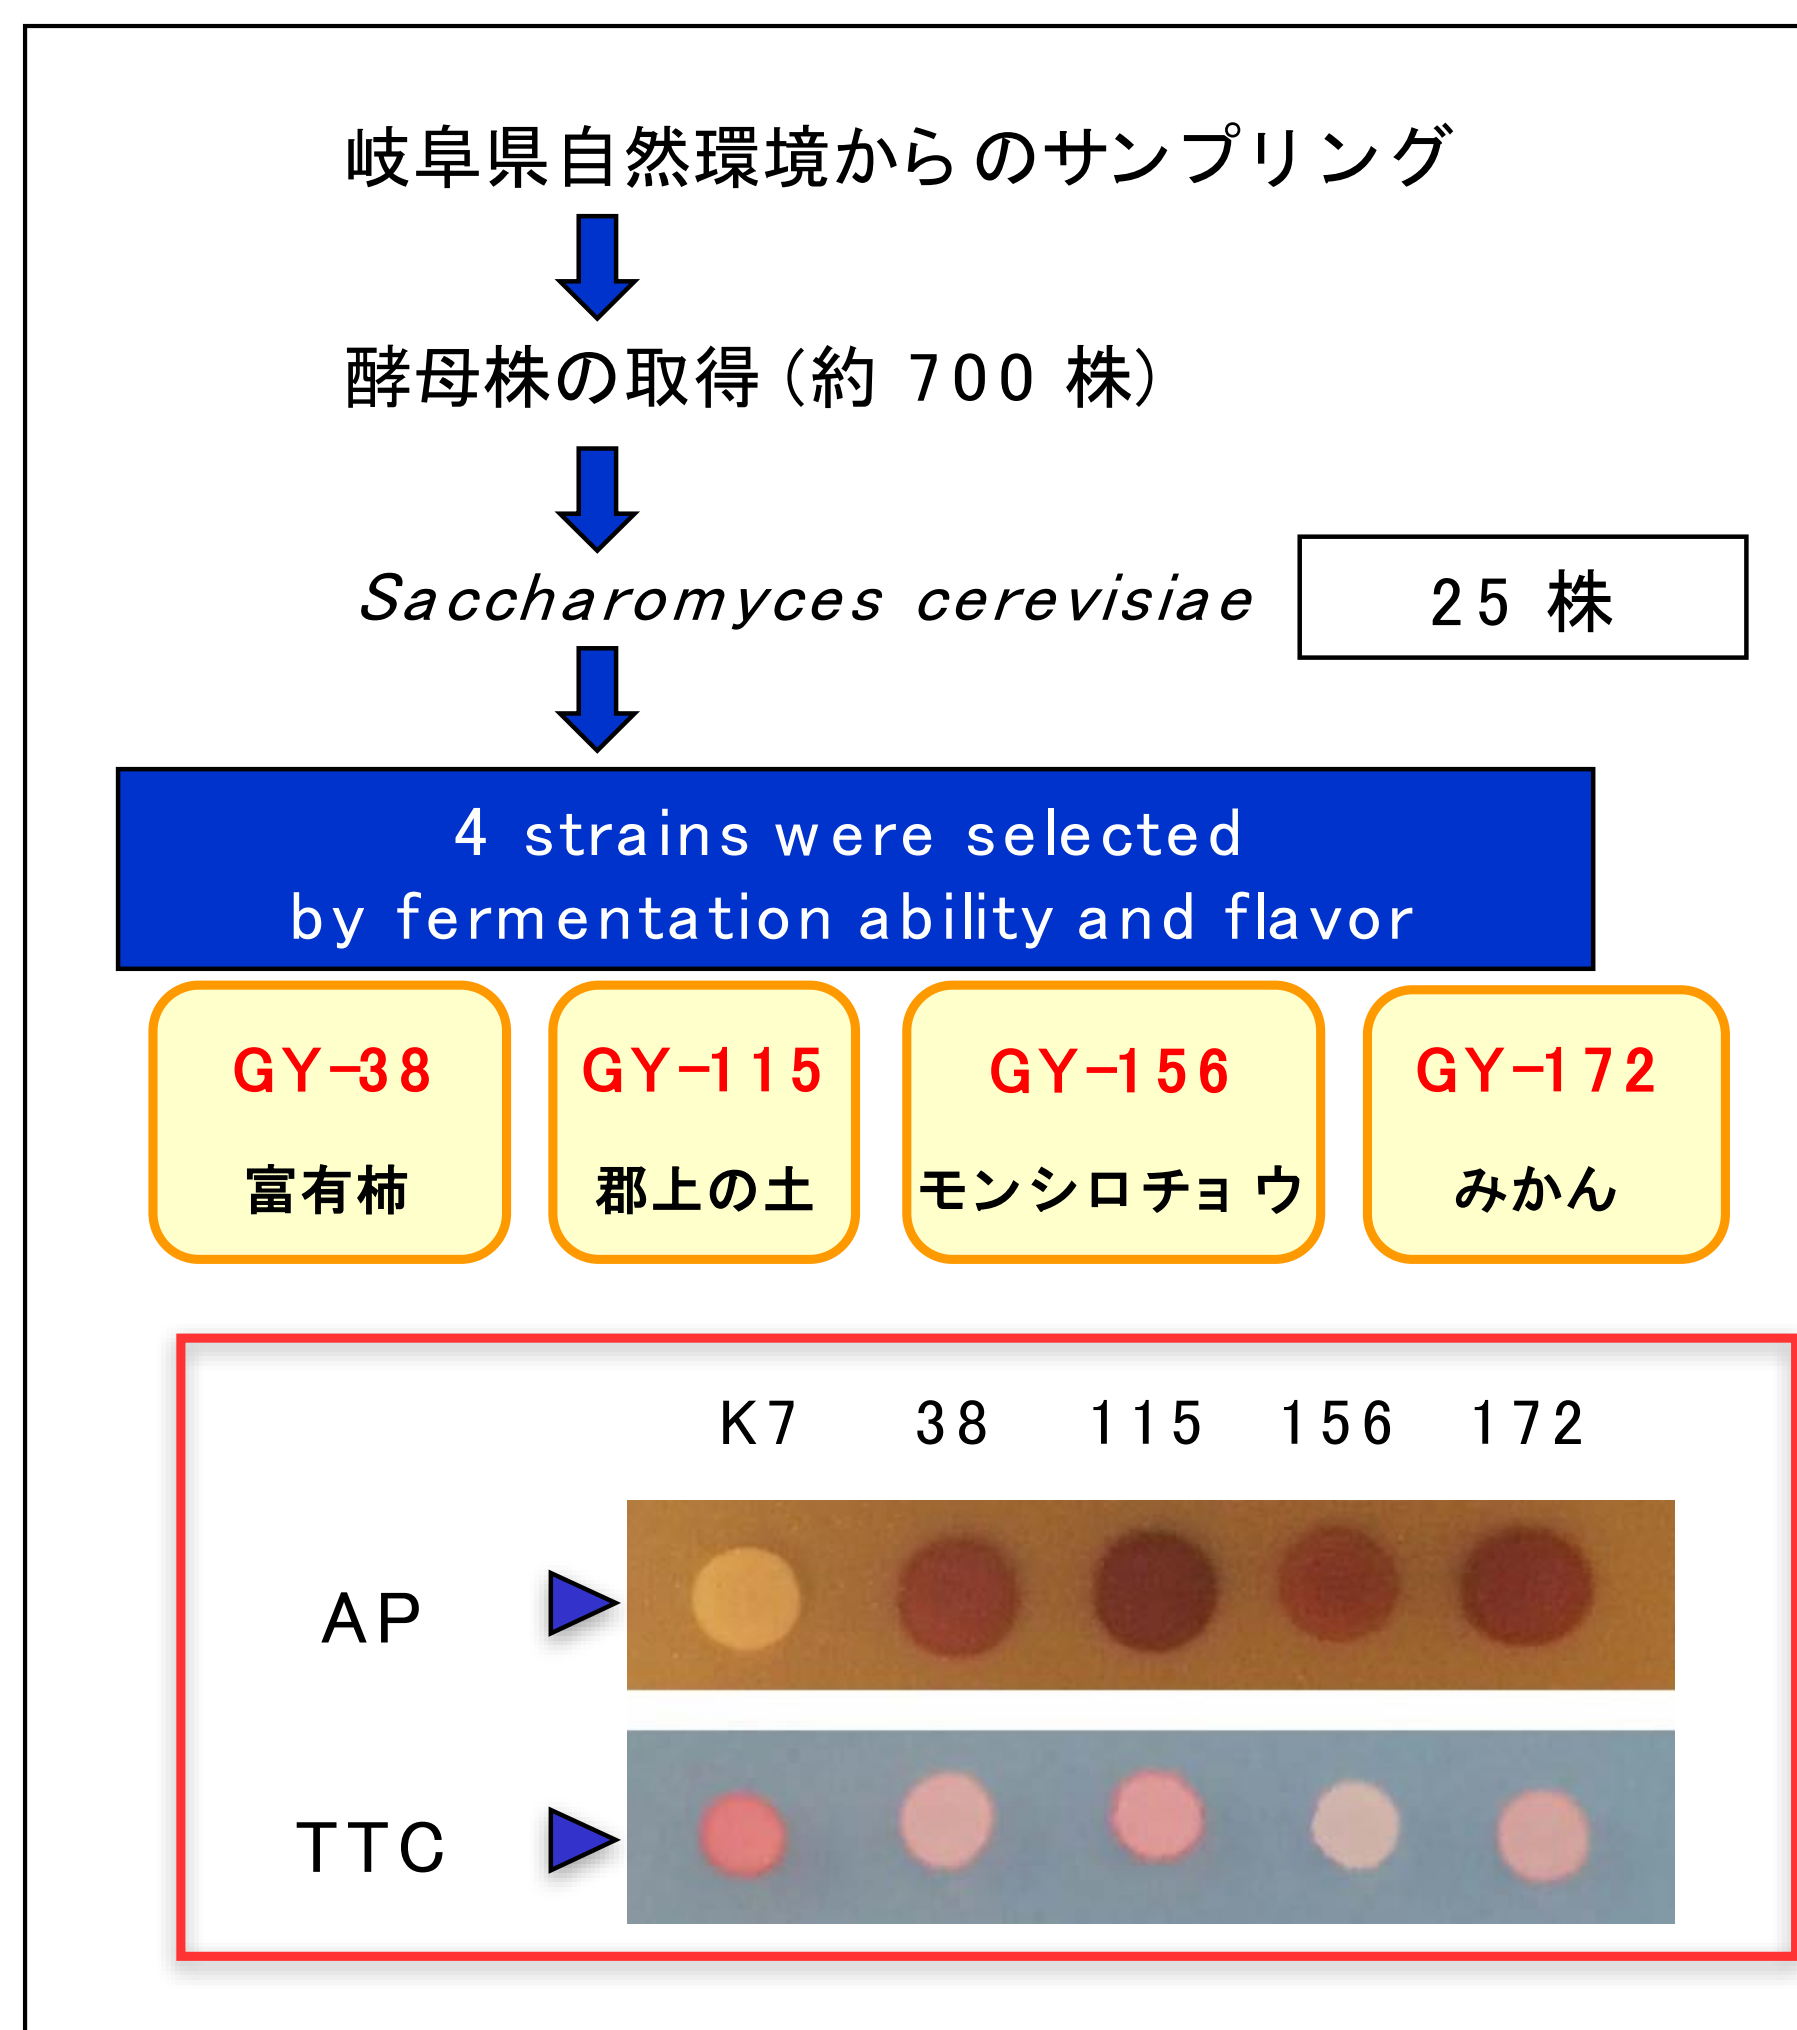 岐阜県自然環境からのサンプリング
酵母株の取得（約 700 株）
Saccharomyces cerevisiae
25 株
4 strains were selected
by fermentation ability and flavor
GY-38
富有柿
GY-115
郡上の土
GY-156
モンシロチョウ
GY-172
みかん
K7 38 115 156 172
AP
TTC